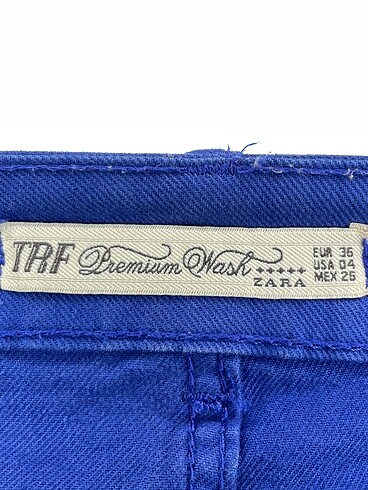 TRF Premium Wash
ZARA
EUR 36
USA 04
MEX 26